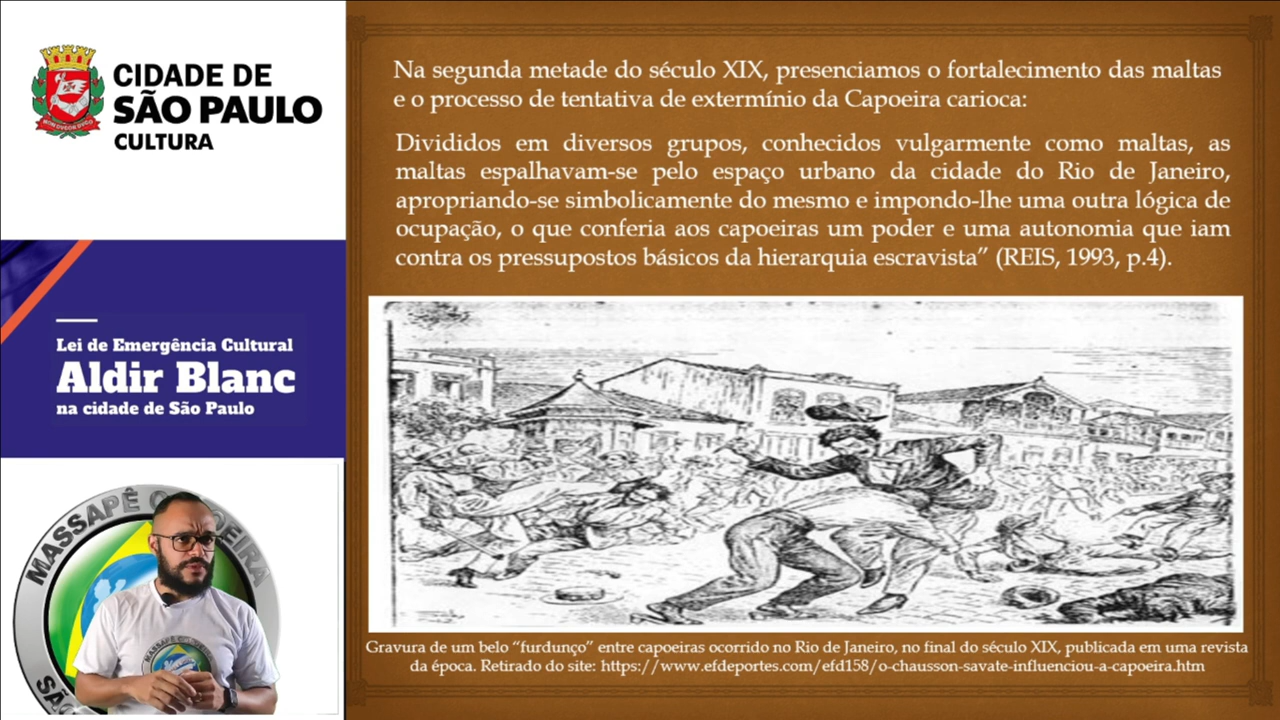 CIDADE DE
SÃO PAULO
CULTURA
Lei de Emergência Cultural
Aldir Blanc
na cidade de São Paulo
MASSAPÊ
Na segunda metade do século XIX, presenciamos o fortalecimento das maltas
e o processo de tentativa de extermínio da Capoeira carioca:
Divididos em diversos grupos, conhecidos vulgarmente como maltas, as
maltas espalhavam-se pelo espaço urbano da cidade do Rio de Janeiro,
apropriando-se simbolicamente do mesmo e impondo-lhe uma outra lógica de
ocupação, o que conferia aos capoeiras um poder e uma autonomia que iam
contra os pressupostos básicos da hierarquia escravista” (REIS, 1993, p.4).
Gravura de um belo “furdunço” entre capoeiras ocorrido no Rio de Janeiro, no final do século XIX, publicada em uma revista
da época. Retirado do site: https://www.efdeportes.com/efd158/o-chausson-savate-influenciou-a-capoeira.htm